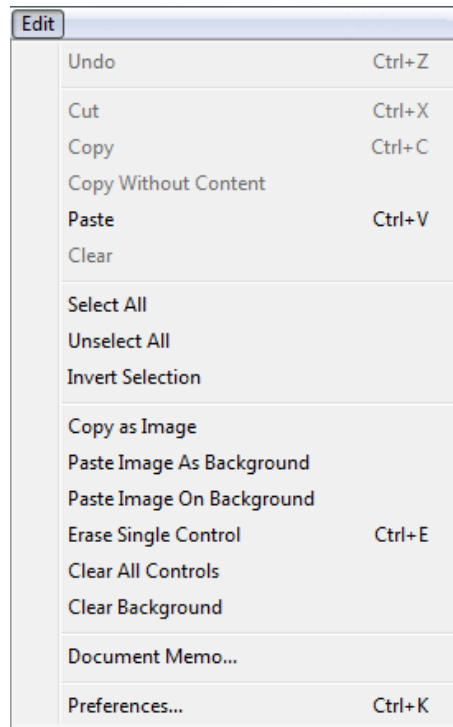 Edit
Undo Ctrl+Z
Cut Ctrl+X
Copy Ctrl+C
Copy Without Content
Paste Ctrl+V
Clear
Select All
Unselect All
Invert Selection
Copy as Image
Paste Image As Background
Paste Image On Background
Erase Single Control Ctrl+E
Clear All Controls
Clear Background
Document Memo...
Preferences... Ctrl+K